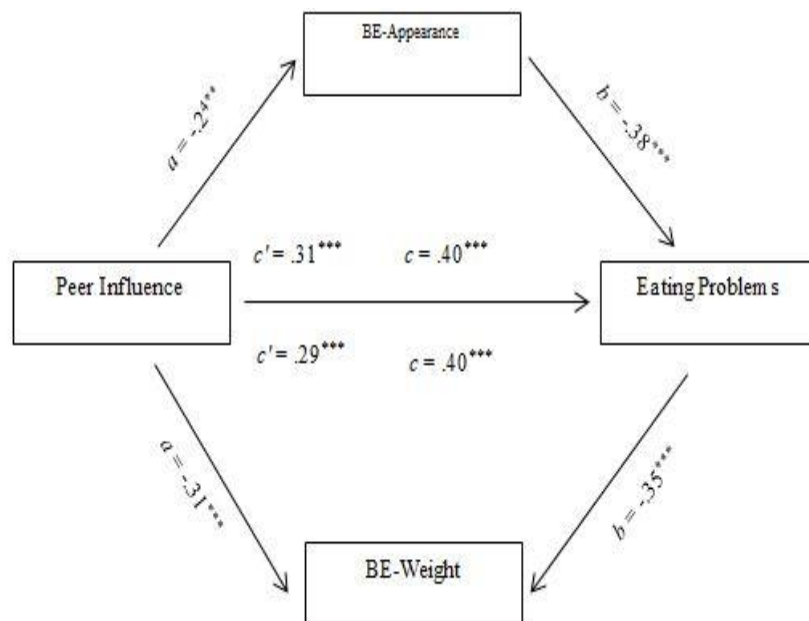 BE-Appearance
a = -.24**
b = -.38***
c' = .31*** c = .40***
Peer Influence
Eating Problem s
c' = .29*** c = .40***
a = -.31***
b = -.35***
BE-Weight